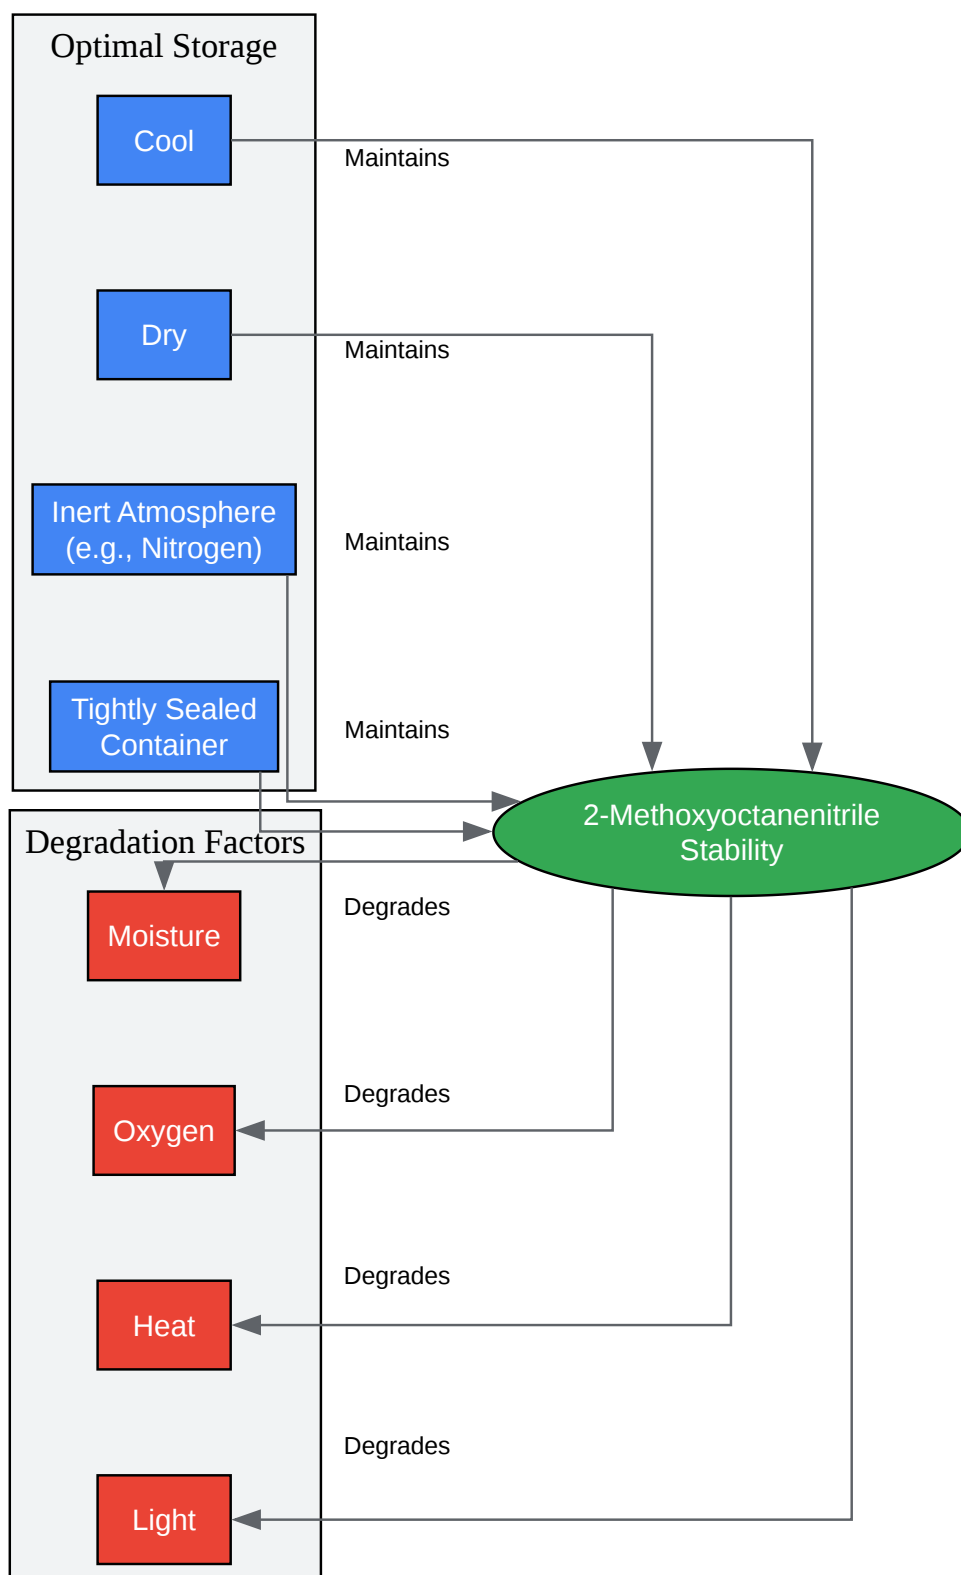 Optimal Storage
Cool
Maintains
Dry
Maintains
Inert Atmosphere
(e.g., Nitrogen)
Maintains
Tightly Sealed
Container
Maintains
2-Methoxyoctanenitrile
Stability
Degradation Factors
Moisture
Degrades
Oxygen
Degrades
Heat
Degrades
Light
Degrades